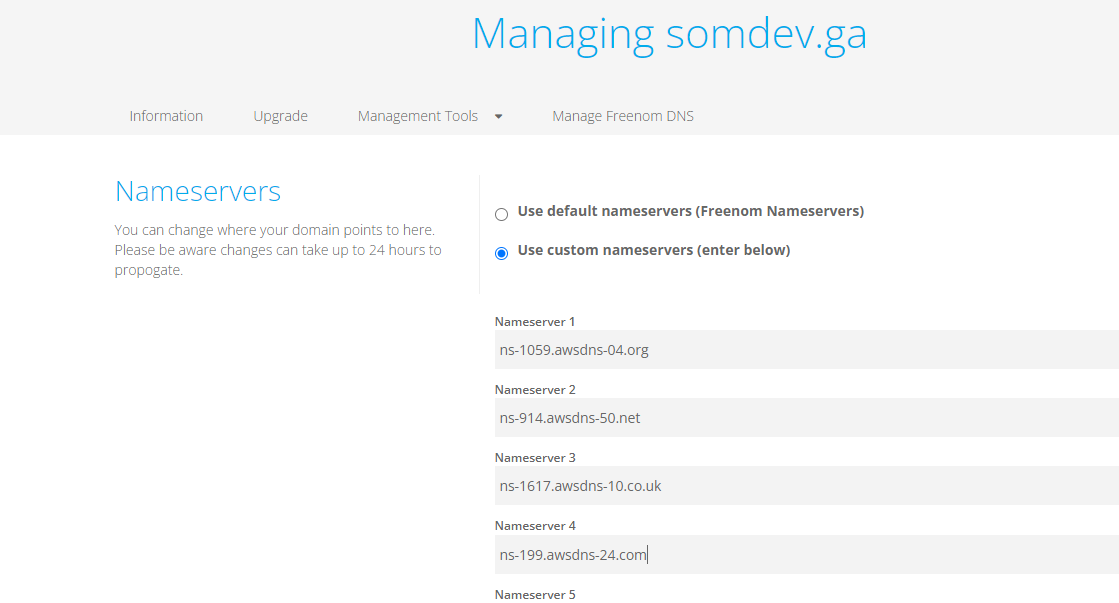 Managing somdev.ga
Information Upgrade Management Tools Manage Freenom DNS
Nameservers
You can change where your domain points to here.
Please be aware changes can take up to 24 hours to
propogate.
Use default nameservers (Freenom Nameservers)
Use custom nameservers (enter below)
Nameserver 1
ns-1059.awsdns-04.org
Nameserver 2
ns-914.awsdns-50.net
Nameserver 3
ns-1617.awsdns-10.co.uk
Nameserver 4
ns-199.awsdns-24.com
Nameserver 5